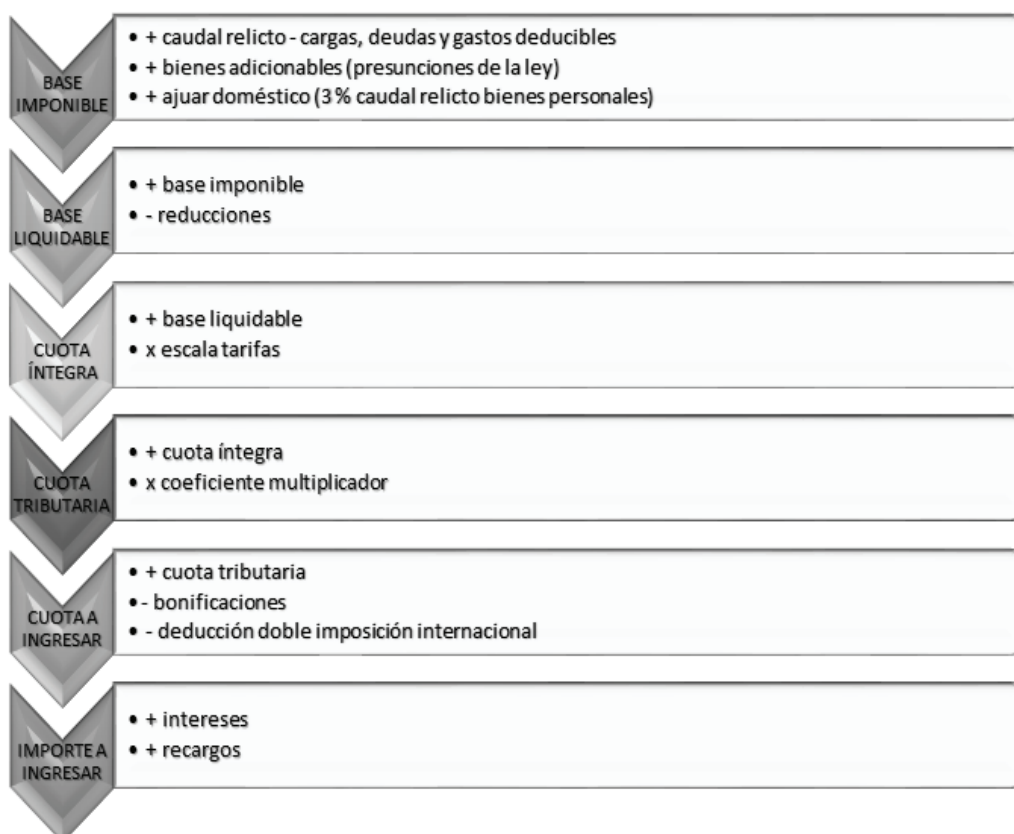 BASE
IMPONIBLE
• + caudal relicto - cargas, deudas y gastos deducibles
• + bienes adicionables (presunciones de la ley)
• + ajuar doméstico (3% caudal relicto bienes personales)
BASE
LIQUIDABLE
• + base imponible
• - reducciones
CUOTA
ÍNTEGRA
• + base liquidable
• x escala tarifas
CUOTA
TRIBUTARIA
• + cuota íntegra
• x coeficiente multiplicador
CUOTA A
INGRESAR
• + cuota tributaria
• - bonificaciones
• - deducción doble imposición internacional
IMPORTE A
INGRESAR
• + intereses
• + recargos